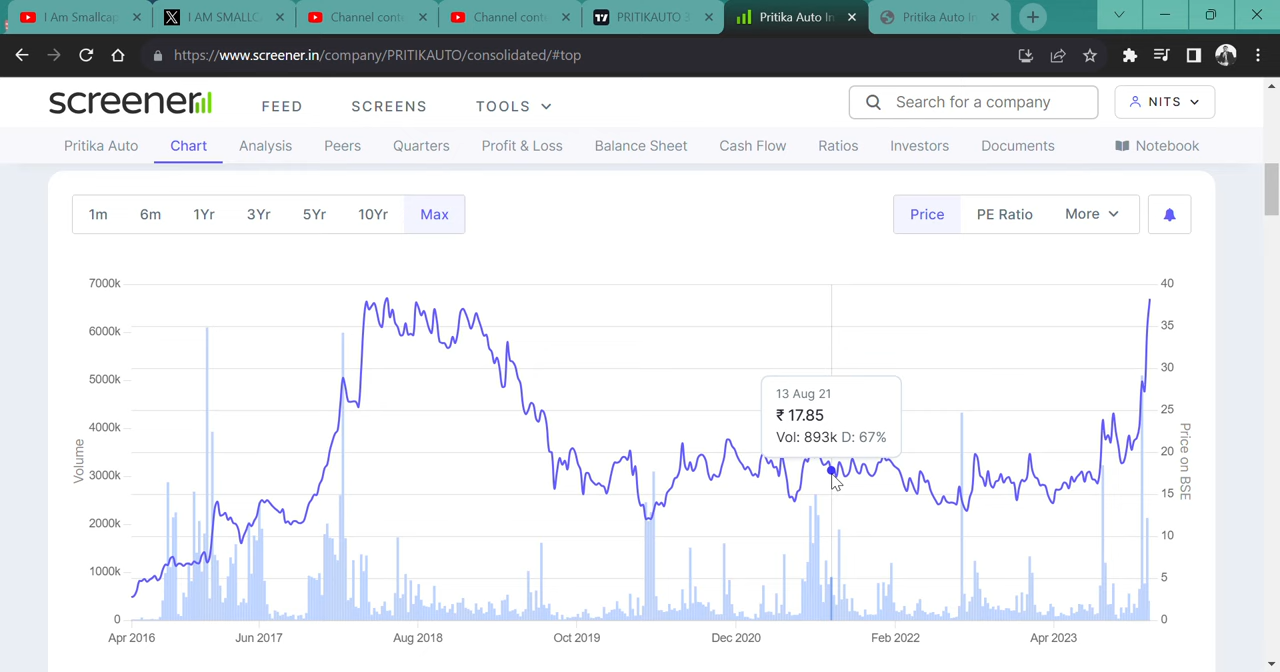 I Am Smallcap
I AM SMALLC
Channel cont
Channel cont
PRITIKAUTO 3
Pritika Auto In
Pritika Auto In
https://www.screener.in/company/PRITIKAUTO/consolidated/#top
screener
FEED
SCREENS
TOOLS
Search for a company
NITS
Pritika Auto
Chart
Analysis
Peers
Quarters
Profit & Loss
Balance Sheet
Cash Flow
Ratios
Investors
Documents
Notebook
1m
6m
1Yr
3Yr
5Yr
10Yr
Max
Price
PE Ratio
More
7000k
6000k
5000k
4000k
3000k
2000k
1000k
0
Volume
13 Aug 21
₹ 17.85
Vol: 893k D: 67%
40
35
30
25
20
15
10
5
0
Price on BSE
Apr 2016
Jun 2017
Aug 2018
Oct 2019
Dec 2020
Feb 2022
Apr 2023